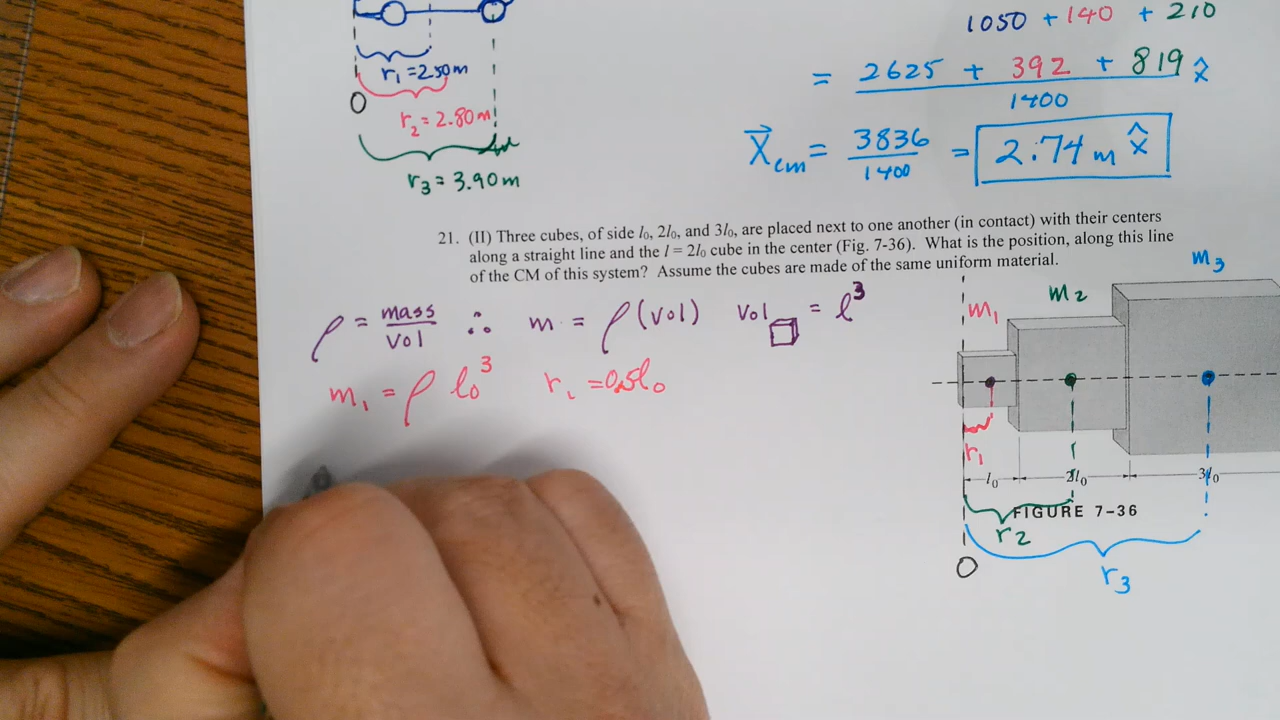 1050 + 140 + 210
r1 = 2.50m
= 2625 + 392 + 819 x̂
1400
O
r2 = 2.80m
X⃗cm = 3836/1400 = 2.74 m x̂
r3 = 3.90m
21. (II) Three cubes, of side l0, 2l0, and 3l0, are placed next to one another (in contact) with their centers
along a straight line and the l = 2l0 cube in the center (Fig. 7-36). What is the position, along this line
of the CM of this system? Assume the cubes are made of the same uniform material.
ρ = mass/vol ∴ m = ρ(vol) vol = l³
m1 = ρ l0³ r1 = 0.5l0
m1
m2
m3
r1
l0 2l0 3l0
FIGURE 7-36
r2
O
r3